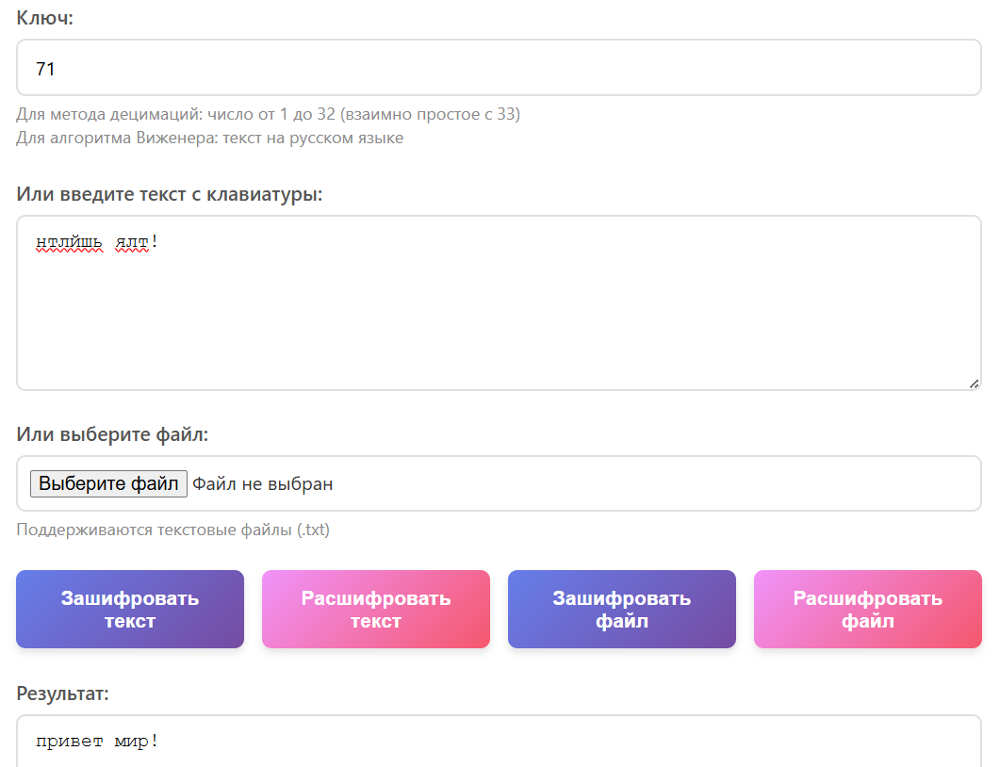 Ключ:
71
Для метода децимаций: число от 1 до 32 (взаимно простое с 33)
Для алгоритма Виженера: текст на русском языке
Или введите текст с клавиатуры:
нтлйшь ялт!
Или выберите файл:
Выберите файл Файл не выбран
Поддерживаются текстовые файлы (.txt)
Зашифровать текст
Расшифровать текст
Зашифровать файл
Расшифровать файл
Результат:
привет мир!